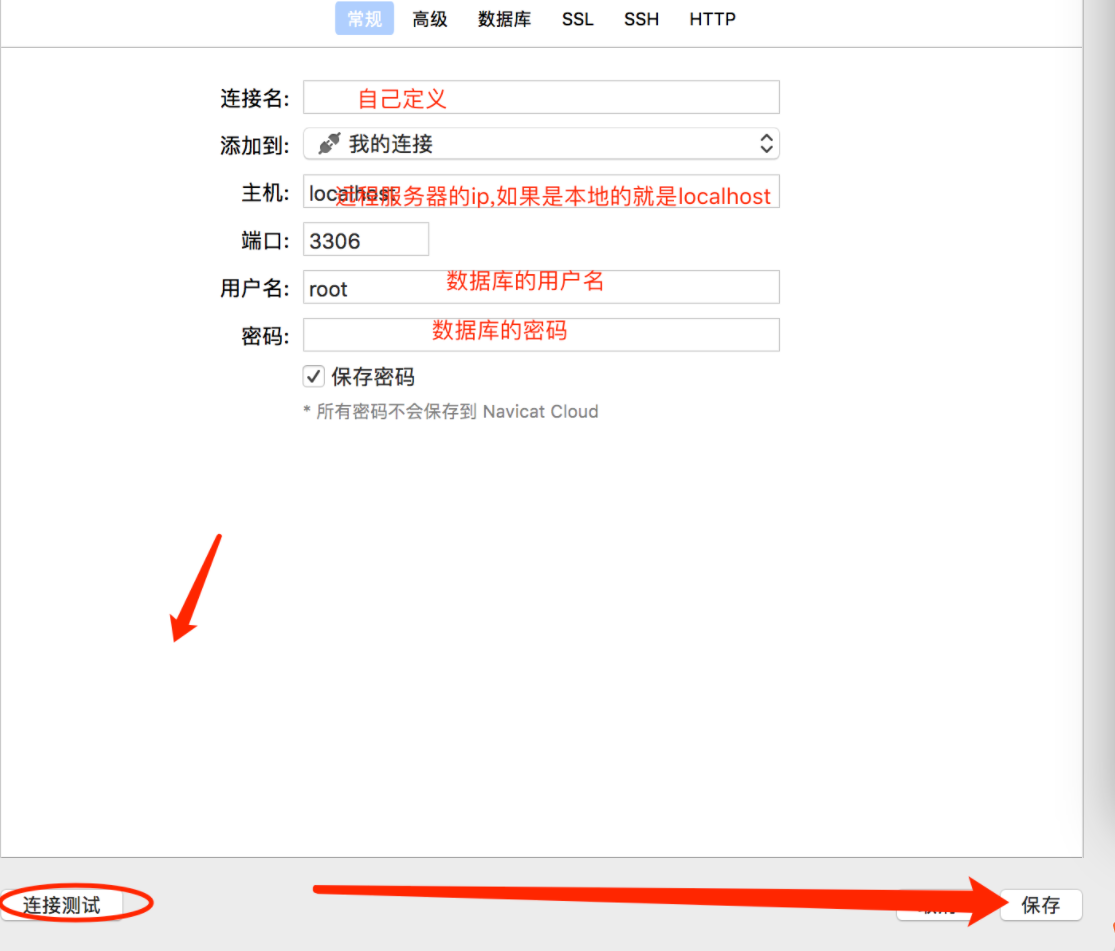 常规 高级 数据库 SSL SSH HTTP
连接名: 自己定义
添加到: 我的连接
主机: localhost 远程服务器的ip,如果是本地的就是localhost
端口: 3306
用户名: root 数据库的用户名
密码: 数据库的密码
保存密码
* 所有密码不会保存到 Navicat Cloud
连接测试 保存